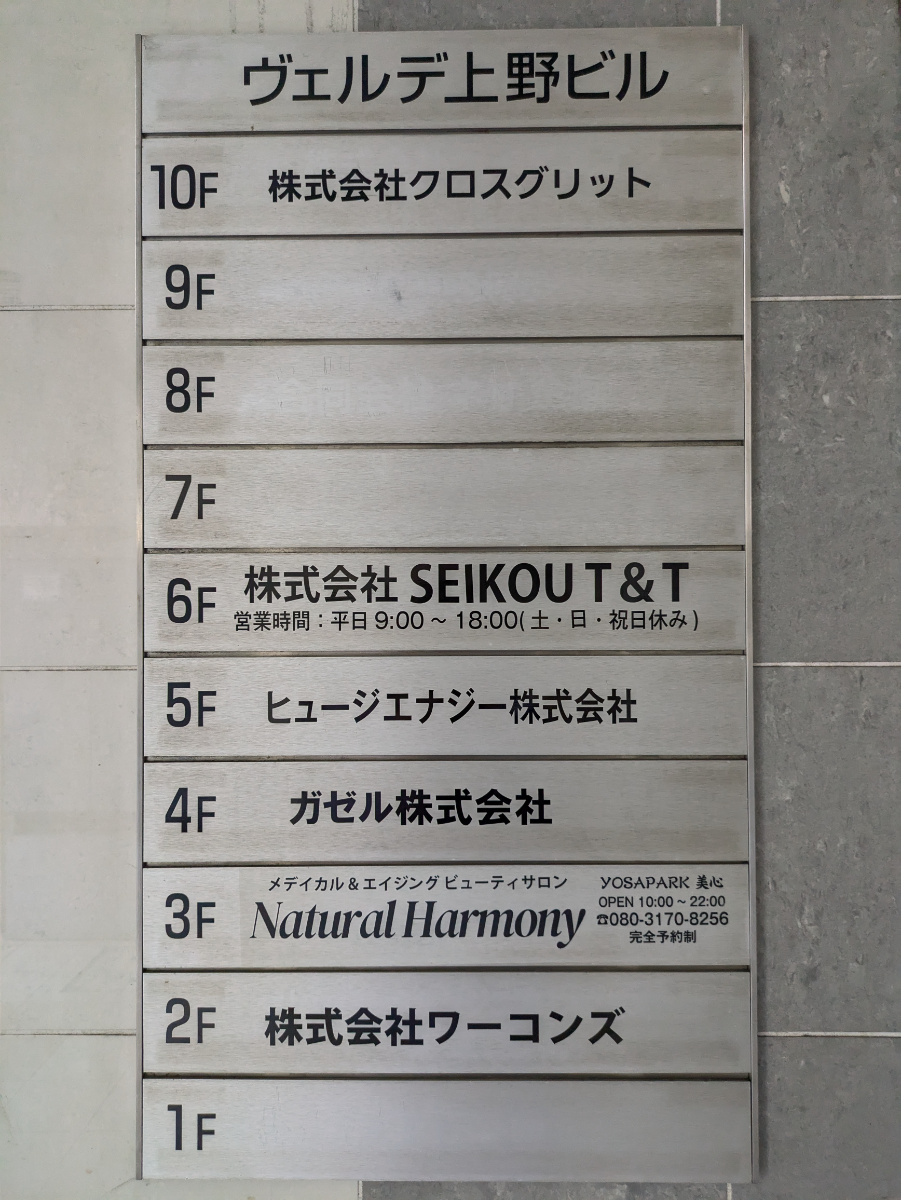 ヴェルデ上野ビル
10F 株式会社クロスグリット
9F
8F
7F
6F 株式会社 SEIKOU T&T
営業時間：平日 9:00 ～ 18:00( 土・日・祝日休み )
5F ヒュージエナジー株式会社
4F ガゼル株式会社
3F
メデイカル & エイジング ビューティサロン
Natural Harmony
YOSAPARK 美心
OPEN 10:00 ~ 22:00
☎080-3170-8256
完全予約制
2F 株式会社ワーコンズ
1F